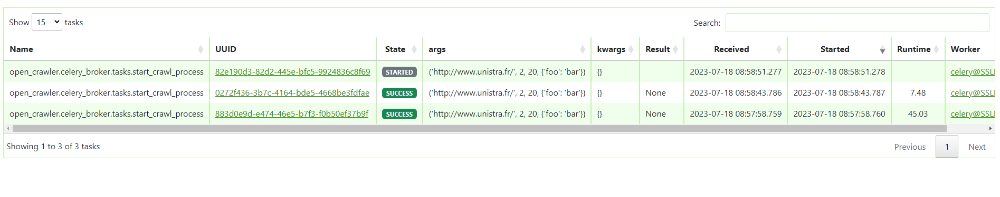 Show 15 tasks Search:
Name UUID State args kwargs Result Received Started Runtime Worker
open_crawler.celery_broker.tasks.start_crawl_process 82e190d3-82d2-445e-bfc5-9924836c8f69 STARTED ('http://www.unistra.fr/', 2, 20, {'foo': 'bar'}) {} 2023-07-18 08:58:51.277 2023-07-18 08:58:51.278 celery@SSLI
open_crawler.celery_broker.tasks.start_crawl_process 0272f436-3b7c-4164-bde5-4668be3fdfae SUCCESS ('http://www.unistra.fr/', 2, 20, {'foo': 'bar'}) {} None 2023-07-18 08:58:43.786 2023-07-18 08:58:43.787 7.48 celery@SSLI
open_crawler.celery_broker.tasks.start_crawl_process 883d0e9d-e474-46e5-b7f3-f0b50ef37b9f SUCCESS ('http://www.unistra.fr/', 2, 20, {'foo': 'bar'}) {} None 2023-07-18 08:57:58.759 2023-07-18 08:57:58.760 45.03 celery@SSLI
Showing 1 to 3 of 3 tasks Previous 1 Next